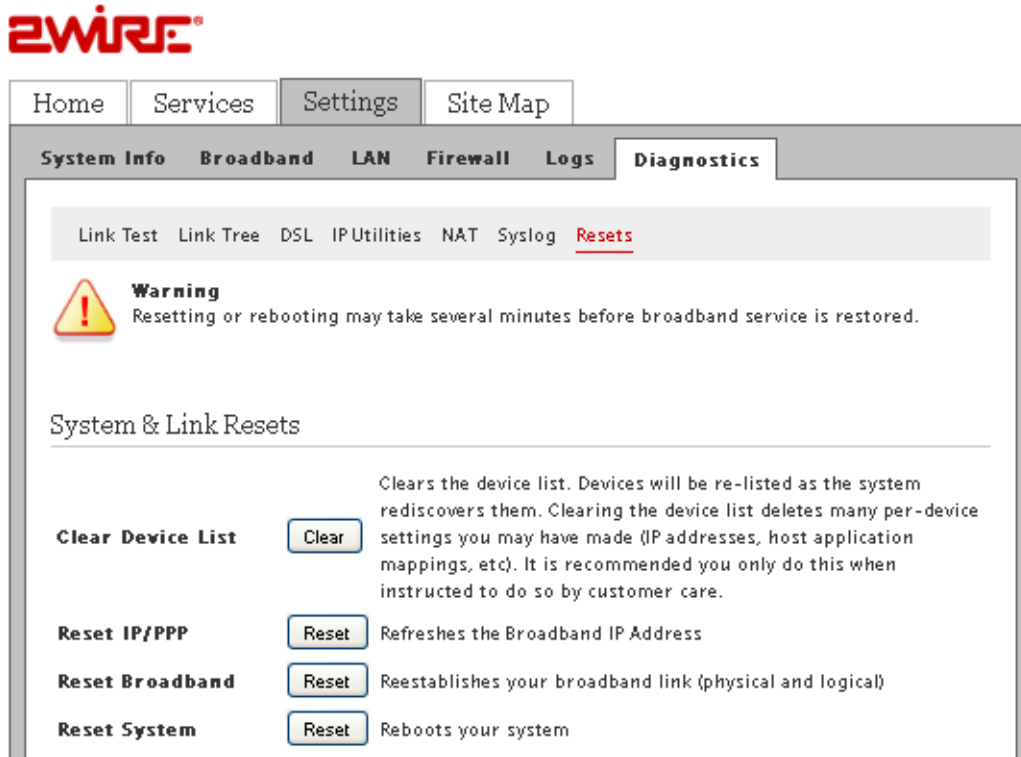 2WIRE®
Home Services Settings Site Map
System Info Broadband LAN Firewall Logs Diagnostics
Link Test Link Tree DSL IP Utilities NAT Syslog Resets
Warning
Resetting or rebooting may take several minutes before broadband service is restored.
System & Link Resets
Clear Device List
Clear
Clears the device list. Devices will be re-listed as the system
rediscovers them. Clearing the device list deletes many per-device
settings you may have made (IP addresses, host application
mappings, etc). It is recommended you only do this when
instructed to do so by customer care.
Reset IP/PPP Reset Refreshes the Broadband IP Address
Reset Broadband Reset Reestablishes your broadband link (physical and logical)
Reset System Reset Reboots your system